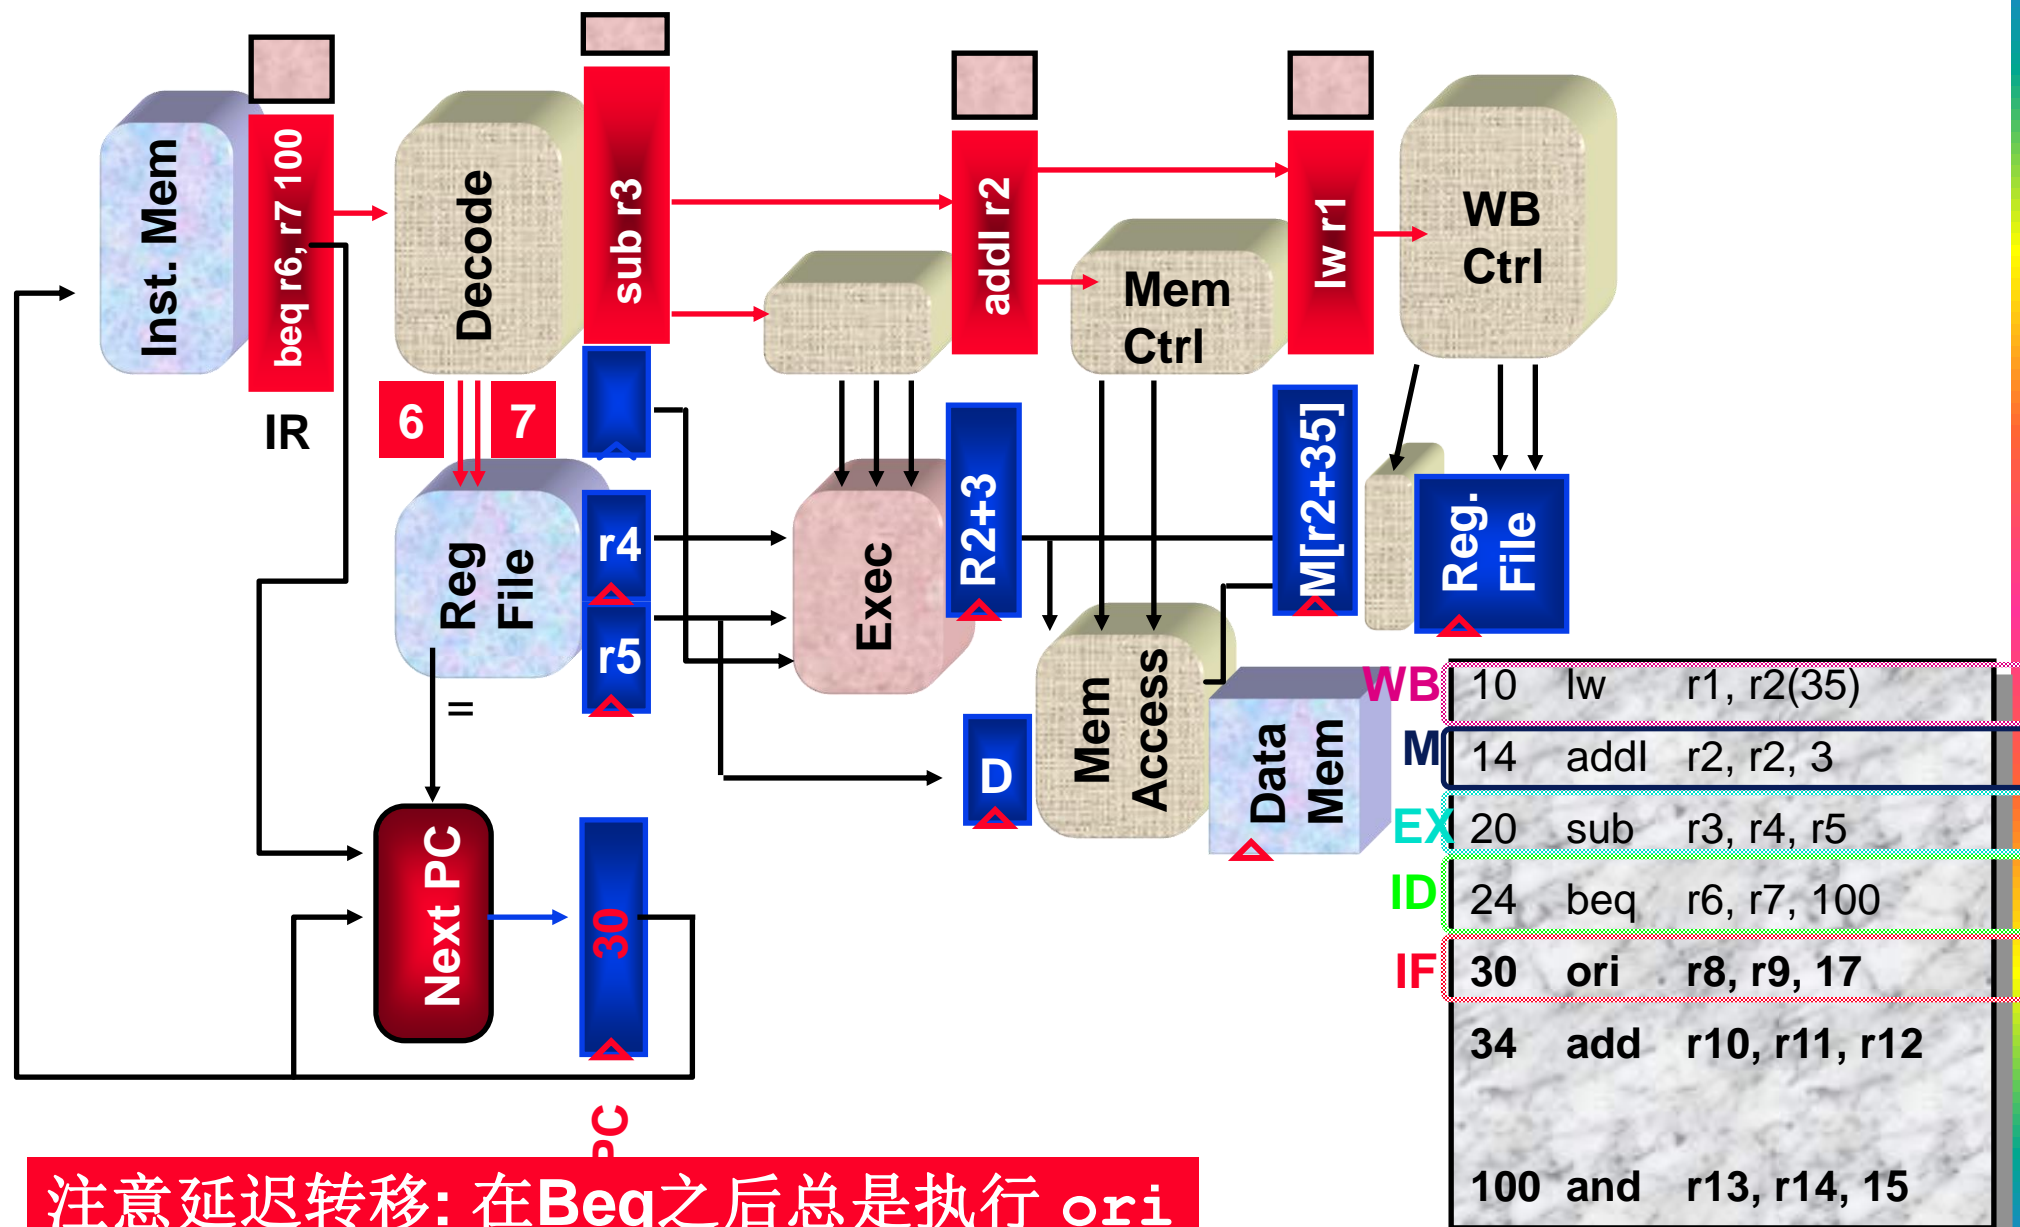 Inst. Mem
beq r6, r7 100
IR
Decode
sub r3
addI r2
Mem
Ctrl
lw r1
WB
Ctrl
6
7
Reg
File
r4
r5
Exec
R2+3
M[r2+35]
Reg.
File
=
D
Mem
Access
Data
Mem
Next PC
30
PC
WB 10 lw r1, r2(35)
M 14 addI r2, r2, 3
EX 20 sub r3, r4, r5
ID 24 beq r6, r7, 100
IF 30 ori r8, r9, 17
34 add r10, r11, r12
100 and r13, r14, 15
注意延迟转移: 在Beq之后总是执行 ori